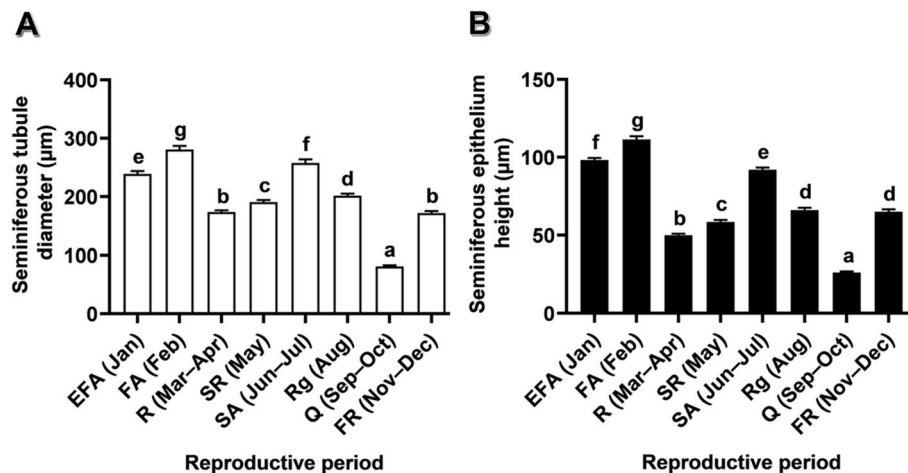 A
Seminiferous tubule
diameter (µm)
400
300
200
100
0
e
g
b
c
f
d
a
b
EFA (Jan)
FA (Feb)
R (Mar–Apr)
SR (May)
SA (Jun–Jul)
Rg (Aug)
Q (Sep–Oct)
FR (Nov–Dec)
Reproductive period
B
Seminiferous epithelium
height (µm)
150
100
50
0
f
g
b
c
e
d
a
d
EFA (Jan)
FA (Feb)
R (Mar–Apr)
SR (May)
SA (Jun–Jul)
Rg (Aug)
Q (Sep–Oct)
FR (Nov–Dec)
Reproductive period